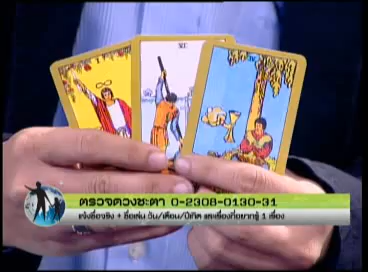 VI
ตรวจดวงชะตา 0-2308-0130-31
แจ้งชื่อจริง + ชื่อเล่น วัน/เดือน/ปีเกิด และเรื่องที่อยากรู้ 1 เรื่อง